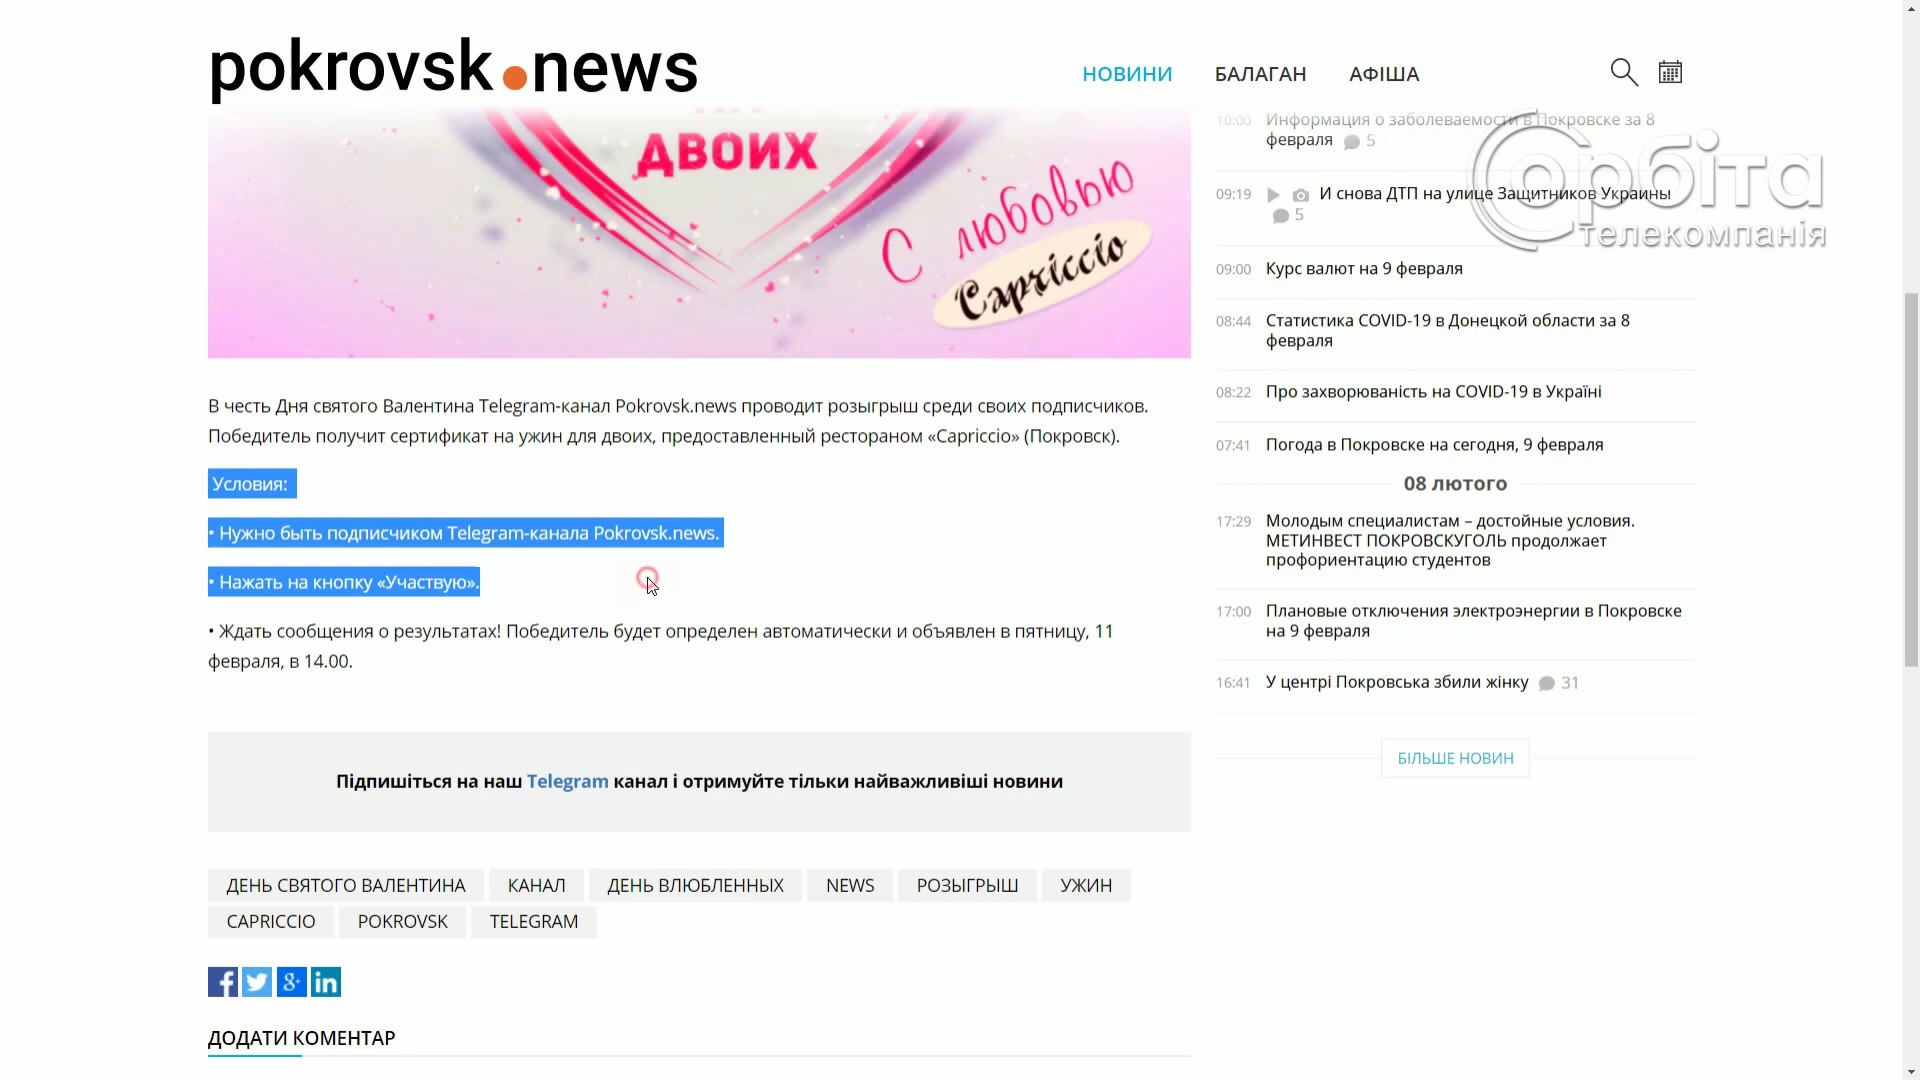 pokrovsk.news
НОВИНИ
БАЛАГАН
АФІША
ДВОИХ
С любовью
Capriccio
В честь Дня святого Валентина Telegram-канал Pokrovsk.news проводит розыгрыш среди своих подписчиков.
Победитель получит сертификат на ужин для двоих, предоставленный рестораном «Capriccio» (Покровск).
Условия:
• Нужно быть подписчиком Telegram-канала Pokrovsk.news.
• Нажать на кнопку «Участвую».
• Ждать сообщения о результатах! Победитель будет определен автоматически и объявлен в пятницу, 11
февраля, в 14.00.
Підпишіться на наш Telegram канал і отримуйте тільки найважливіші новини
ДЕНЬ СВЯТОГО ВАЛЕНТИНА
КАНАЛ
ДЕНЬ ВЛЮБЛЕННЫХ
NEWS
РОЗЫГРЫШ
УЖИН
CAPRICCIO
POKROVSK
TELEGRAM
ДОДАТИ КОМЕНТАР
10:00 Информация о заболеваемости в Покровске за 8
февраля 5
09:19 И снова ДТП на улице Защитников Украины
5
09:00 Курс валют на 9 февраля
08:44 Статистика COVID-19 в Донецкой области за 8
февраля
08:22 Про захворюваність на COVID-19 в Україні
07:41 Погода в Покровске на сегодня, 9 февраля
08 лютого
17:29 Молодым специалистам – достойные условия.
МЕТИНВЕСТ ПОКРОВСКУГОЛЬ продолжает
профориентацию студентов
17:00 Плановые отключения электроэнергии в Покровске
на 9 февраля
16:41 У центрі Покровська збили жінку 31
БІЛЬШЕ НОВИН
Орбіта
телекомпанія